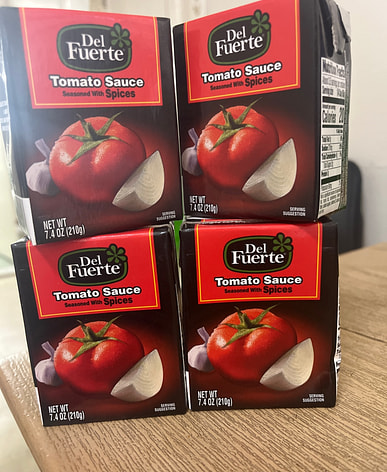 Del
Fuerte
Tomato Sauce
Seasoned With Spices
NET WT
7.4 OZ (210g)
SERVING
SUGGESTION
Del
Fuerte
Tomato Sauce
Seasoned With Spices
NET WT
7.4 OZ (210g)
SERVING
SUGGESTION
Nutrition Facts
Calories 20
Del
Fuerte
Tomato Sauce
Seasoned With Spices
NET WT
7.4 OZ (210g)
SERVING
SUGGESTION
Del
Fuerte
Tomato Sauce
Seasoned With Spices
NET WT
7.4 OZ (210g)
SERVING
SUGGESTION